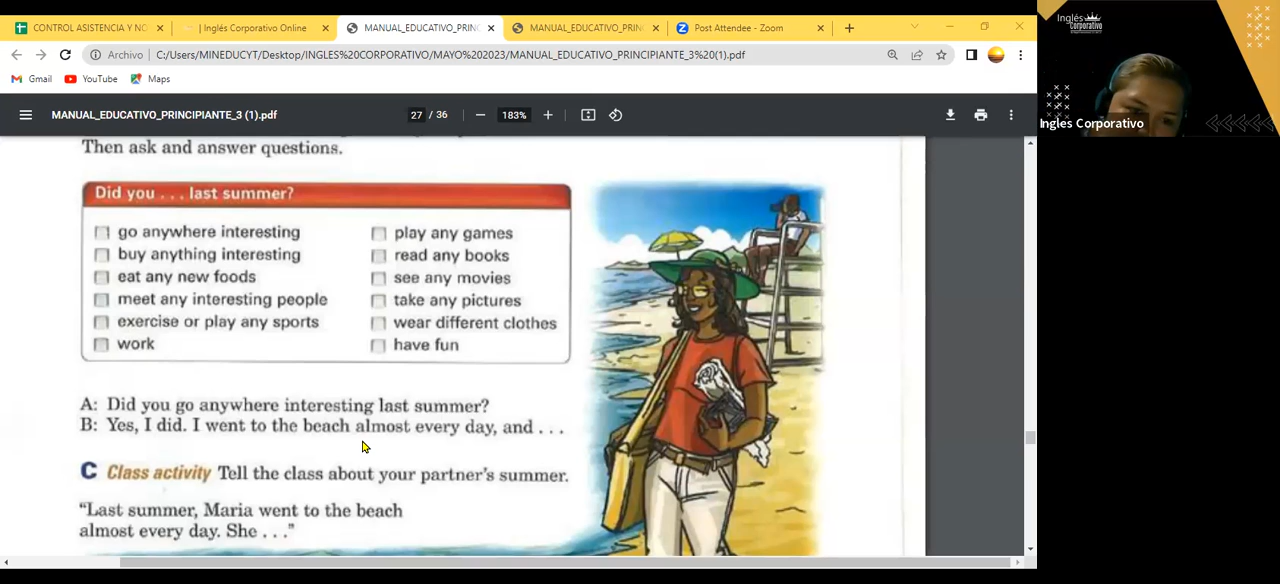 CONTROL ASISTENCIA Y NO
| Inglés Corporativo Online
MANUAL_EDUCATIVO_PRINC
MANUAL_EDUCATIVO_PRINC
Post Attendee - Zoom
Archivo
C:/Users/MINEDUCYT/Desktop/INGLES%20CORPORATIVO/MAYO%202023/MANUAL_EDUCATIVO_PRINCIPIANTE_3%20(1).pdf
Gmail
YouTube
Maps
MANUAL_EDUCATIVO_PRINCIPIANTE_3 (1).pdf
27 / 36
183%
Then ask and answer questions.
Did you . . . last summer?
go anywhere interesting
buy anything interesting
eat any new foods
meet any interesting people
exercise or play any sports
work
play any games
read any books
see any movies
take any pictures
wear different clothes
have fun
A: Did you go anywhere interesting last summer?
B: Yes, I did. I went to the beach almost every day, and . . .
C Class activity Tell the class about your partner's summer.
“Last summer, Maria went to the beach
almost every day. She . . .”
Inglés
Corporativo
Ingles Corporativo